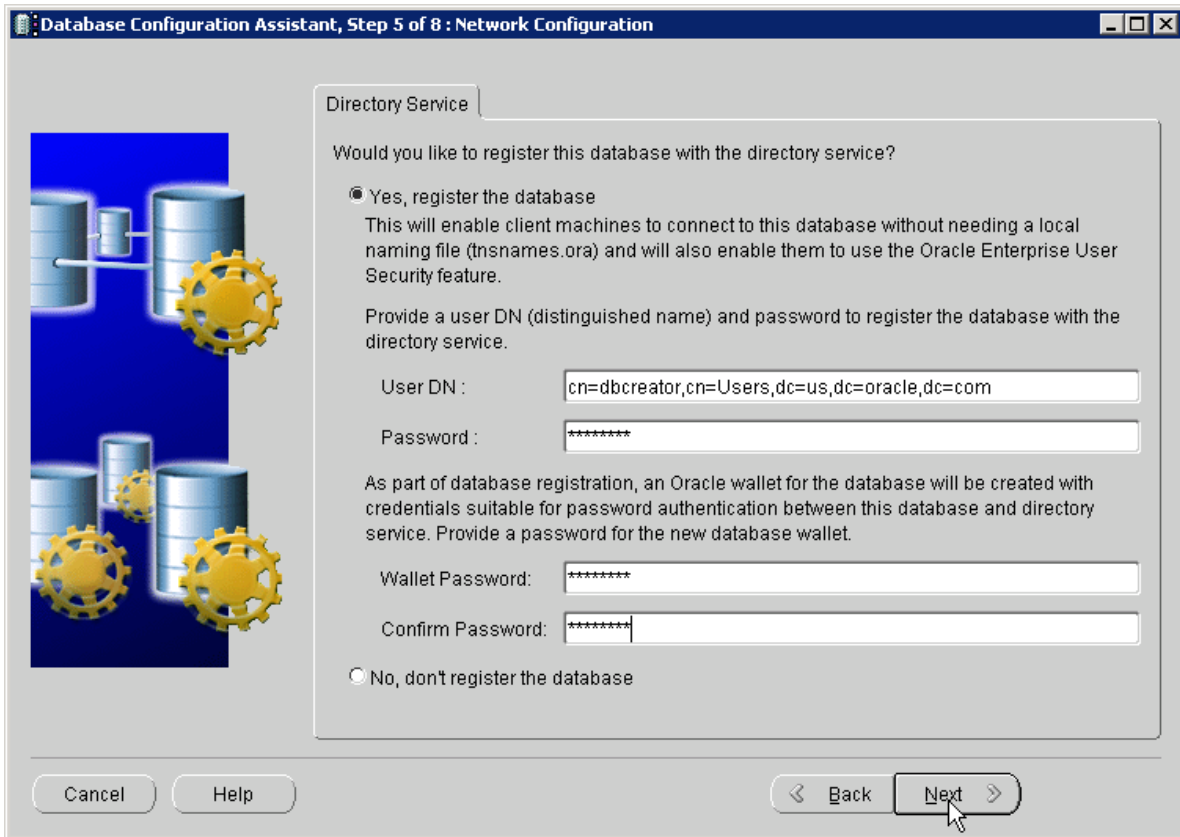 Database Configuration Assistant, Step 5 of 8 : Network Configuration
Directory Service
Would you like to register this database with the directory service?
Yes, register the database
This will enable client machines to connect to this database without needing a local
naming file (tnsnames.ora) and will also enable them to use the Oracle Enterprise User
Security feature.
Provide a user DN (distinguished name) and password to register the database with the
directory service.
User DN : cn=dbcreator,cn=Users,dc=us,dc=oracle,dc=com
Password : ********
As part of database registration, an Oracle wallet for the database will be created with
credentials suitable for password authentication between this database and directory
service. Provide a password for the new database wallet.
Wallet Password: ********
Confirm Password: ********
No, don't register the database
Cancel Help Back Next